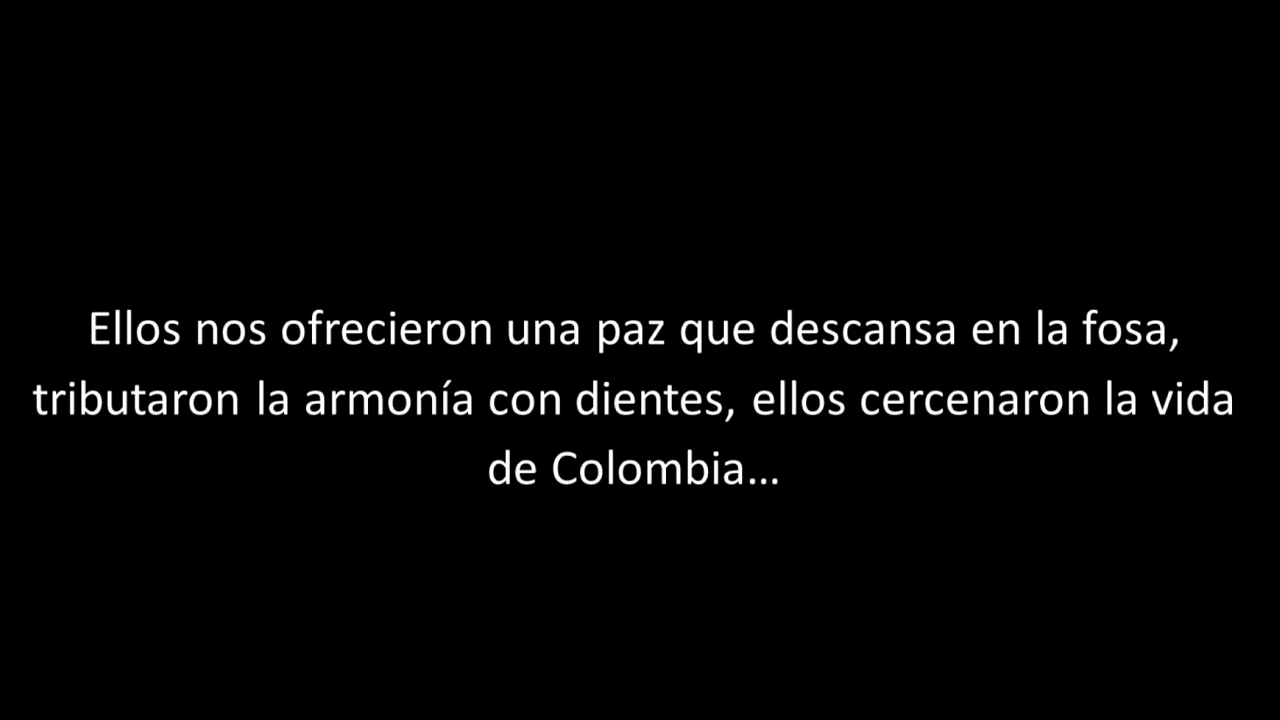 Ellos nos ofrecieron una paz que descansa en la fosa,
tributaron la armonía con dientes, ellos cercenaron la vida
de Colombia...